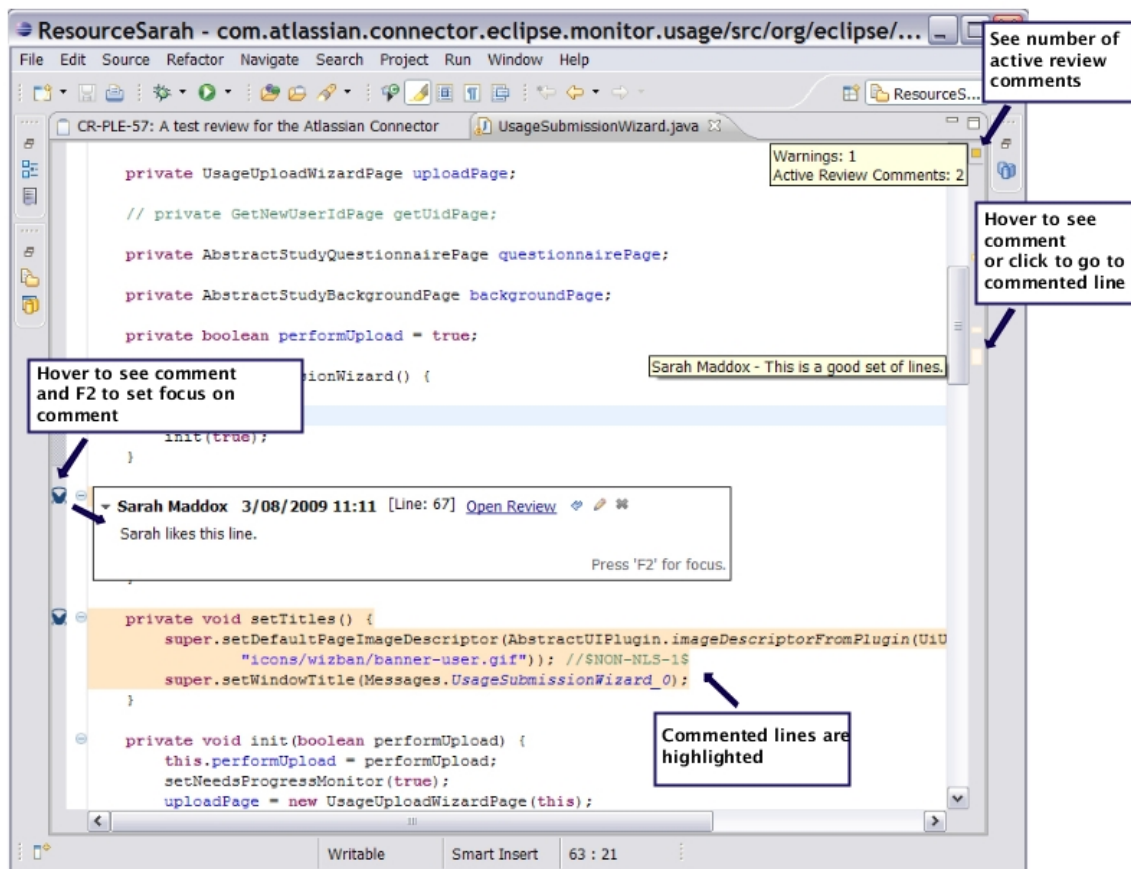 ResourceSarah - com.atlassian.connector.eclipse.monitor.usage/src/org/eclipse/...
See number of
active review
comments
File Edit Source Refactor Navigate Search Project Run Window Help
ResourceS...
CR-PLE-57: A test review for the Atlassian Connector
UsageSubmissionWizard.java
Warnings: 1
Active Review Comments: 2
private UsageUploadWizardPage uploadPage;
// private GetNewUserIdPage getUidPage;
Hover to see
comment
or click to go to
commented line
private AbstractStudyQuestionnairePage questionnairePage;
private AbstractStudyBackgroundPage backgroundPage;
private boolean performUpload = true;
Sarah Maddox - This is a good set of lines.
Hover to see comment
and F2 to set focus on
comment
sionWizard() {
init(true);
}
Sarah Maddox 3/08/2009 11:11 [Line: 67] Open Review
Sarah likes this line.
Press 'F2' for focus.
private void setTitles() {
super.setDefaultPageImageDescriptor(AbstractUIPlugin.imageDescriptorFromPlugin(UiU
"icons/wizban/banner-user.gif")); //$NON-NLS-1$
super.setWindowTitle(Messages.UsageSubmissionWizard_0);
}
Commented lines are
highlighted
private void init(boolean performUpload) {
this.performUpload = performUpload;
setNeedsProgressMonitor(true);
uploadPage = new UsageUploadWizardPage(this);
Writable Smart Insert 63 : 21